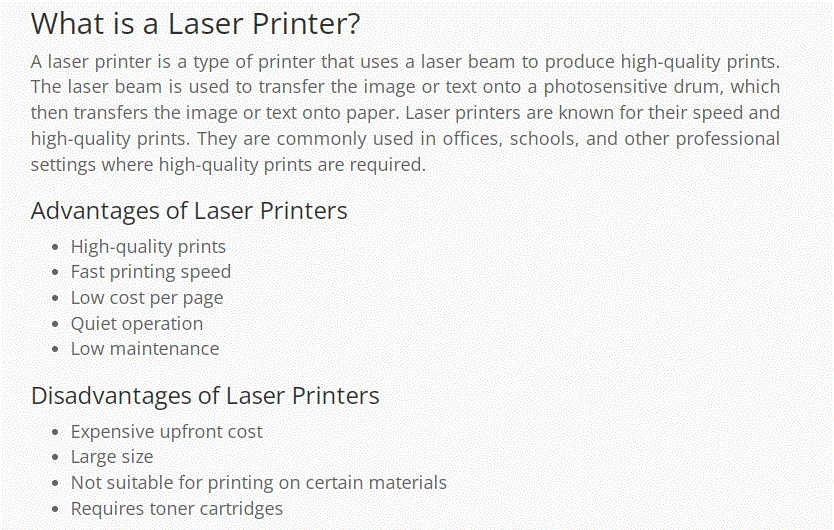 What is a Laser Printer?
A laser printer is a type of printer that uses a laser beam to produce high-quality prints.
The laser beam is used to transfer the image or text onto a photosensitive drum, which
then transfers the image or text onto paper. Laser printers are known for their speed and
high-quality prints. They are commonly used in offices, schools, and other professional
settings where high-quality prints are required.
Advantages of Laser Printers
• High-quality prints
• Fast printing speed
• Low cost per page
• Quiet operation
• Low maintenance
Disadvantages of Laser Printers
• Expensive upfront cost
• Large size
• Not suitable for printing on certain materials
• Requires toner cartridges